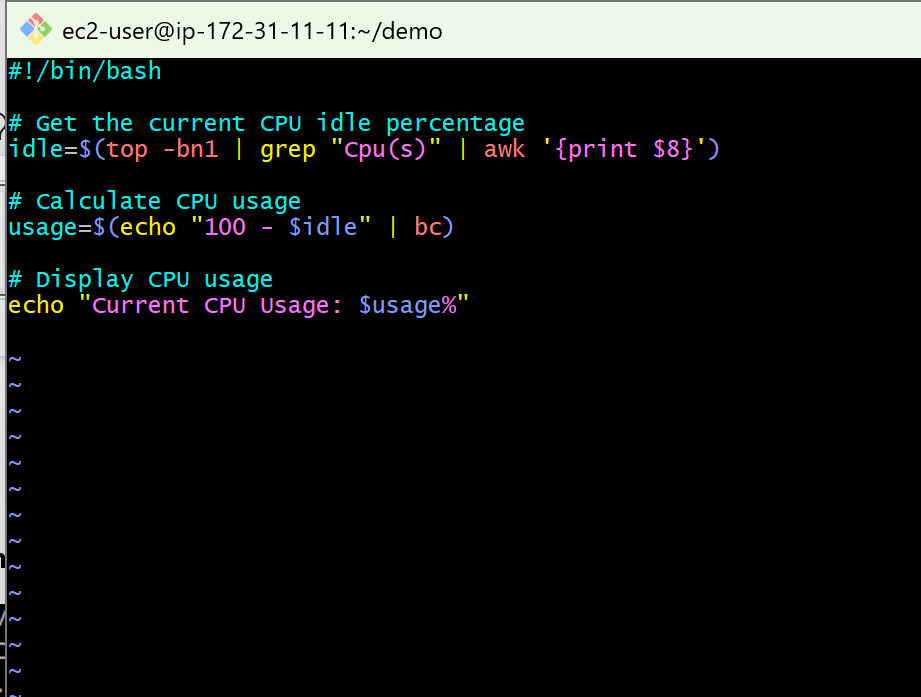 ec2-user@ip-172-31-11-11:~/demo
#!/bin/bash
# Get the current CPU idle percentage
idle=$(top -bn1 | grep "Cpu(s)" | awk '{print $8}')
# Calculate CPU usage
usage=$(echo "100 - $idle" | bc)
# Display CPU usage
echo "Current CPU Usage: $usage%"
~
~
~
~
~
~
~
~
~
~
~
~
~
~